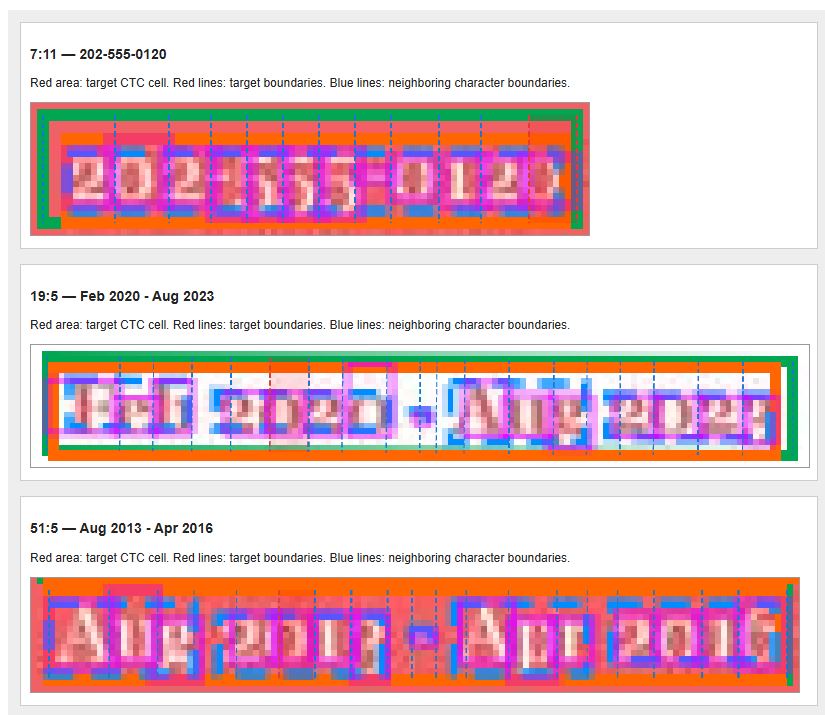 7:11 — 202-555-0120
Red area: target CTC cell. Red lines: target boundaries. Blue lines: neighboring character boundaries.
202-555-0120
19:5 — Feb 2020 - Aug 2023
Red area: target CTC cell. Red lines: target boundaries. Blue lines: neighboring character boundaries.
Feb 2020 - Aug 2023
51:5 — Aug 2013 - Apr 2016
Red area: target CTC cell. Red lines: target boundaries. Blue lines: neighboring character boundaries.
Aug 2013 - Apr 2016